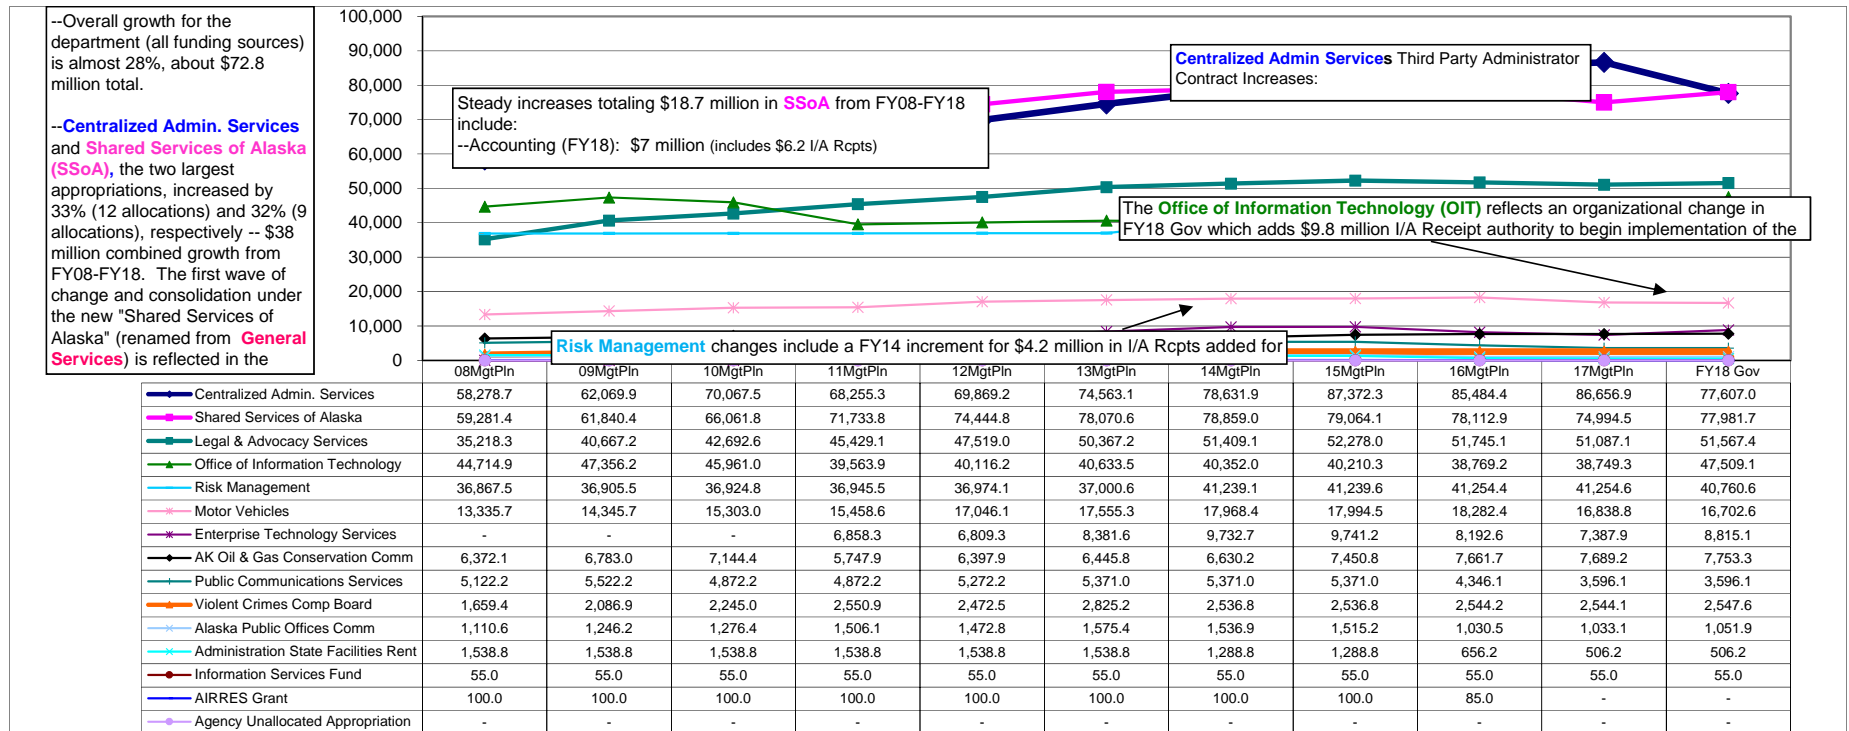 --Overall growth for the
department (all funding sources)
is almost 28%, about $72.8
million total.
--Centralized Admin. Services
and Shared Services of Alaska
(SSoA), the two largest
appropriations, increased by
33% (12 allocations) and 32% (9
allocations), respectively -- $38
million combined growth from
FY08-FY18. The first wave of
change and consolidation under
the new "Shared Services of
Alaska" (renamed from General
Services) is reflected in the
100,000
90,000
80,000
70,000
60,000
50,000
40,000
30,000
20,000
10,000
0
Steady increases totaling $18.7 million in SSoA from FY08-FY18
include:
--Accounting (FY18): $7 million (includes $6.2 I/A Rcpts)
Centralized Admin Services Third Party Administrator
Contract Increases:
The Office of Information Technology (OIT) reflects an organizational change in
FY18 Gov which adds $9.8 million I/A Receipt authority to begin implementation of the
Risk Management changes include a FY14 increment for $4.2 million in I/A Rcpts added for
08MgtPln 09MgtPln 10MgtPln 11MgtPln 12MgtPln 13MgtPln 14MgtPln 15MgtPln 16MgtPln 17MgtPln FY18 Gov
Centralized Admin. Services 58,278.7 62,069.9 70,067.5 68,255.3 69,869.2 74,563.1 78,631.9 87,372.3 85,484.4 86,656.9 77,607.0
Shared Services of Alaska 59,281.4 61,840.4 66,061.8 71,733.8 74,444.8 78,070.6 78,859.0 79,064.1 78,112.9 74,994.5 77,981.7
Legal & Advocacy Services 35,218.3 40,667.2 42,692.6 45,429.1 47,519.0 50,367.2 51,409.1 52,278.0 51,745.1 51,087.1 51,567.4
Office of Information Technology 44,714.9 47,356.2 45,961.0 39,563.9 40,116.2 40,633.5 40,352.0 40,210.3 38,769.2 38,749.3 47,509.1
Risk Management 36,867.5 36,905.5 36,924.8 36,945.5 36,974.1 37,000.6 41,239.1 41,239.6 41,254.4 41,254.6 40,760.6
Motor Vehicles 13,335.7 14,345.7 15,303.0 15,458.6 17,046.1 17,555.3 17,968.4 17,994.5 18,282.4 16,838.8 16,702.6
Enterprise Technology Services - - - 6,858.3 6,809.3 8,381.6 9,732.7 9,741.2 8,192.6 7,387.9 8,815.1
AK Oil & Gas Conservation Comm 6,372.1 6,783.0 7,144.4 5,747.9 6,397.9 6,445.8 6,630.2 7,450.8 7,661.7 7,689.2 7,753.3
Public Communications Services 5,122.2 5,522.2 4,872.2 4,872.2 5,272.2 5,371.0 5,371.0 5,371.0 4,346.1 3,596.1 3,596.1
Violent Crimes Comp Board 1,659.4 2,086.9 2,245.0 2,550.9 2,472.5 2,825.2 2,536.8 2,536.8 2,544.2 2,544.1 2,547.6
Alaska Public Offices Comm 1,110.6 1,246.2 1,276.4 1,506.1 1,472.8 1,575.4 1,536.9 1,515.2 1,030.5 1,033.1 1,051.9
Administration State Facilities Rent 1,538.8 1,538.8 1,538.8 1,538.8 1,538.8 1,538.8 1,288.8 1,288.8 656.2 506.2 506.2
Information Services Fund 55.0 55.0 55.0 55.0 55.0 55.0 55.0 55.0 55.0 55.0 55.0
AIRRES Grant 100.0 100.0 100.0 100.0 100.0 100.0 100.0 100.0 85.0 - -
Agency Unallocated Appropriation - - - - - - - - - - -